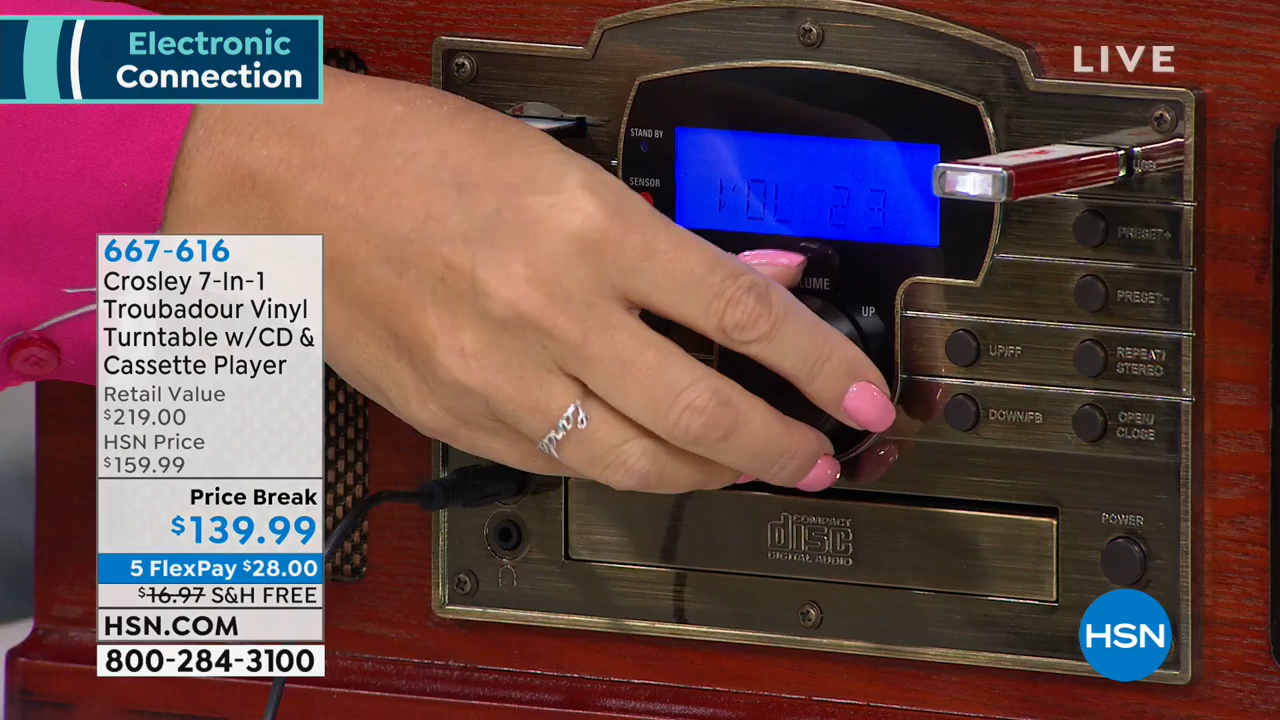 Electronic
Connection
LIVE
667-616
Crosley 7-In-1
Troubadour Vinyl
Turntable w/CD &
Cassette Player
Retail Value
$219.00
HSN Price
$159.99
Price Break
$139.99
5 FlexPay $28.00
$16.97 S&H FREE
HSN.COM
800-284-3100
STAND BY
SENSOR
VOL 23
UP
USB
PRESET+
PRESET-
UP/FF
REPEAT/
STEREO
DOWN/FB
OPEN/
CLOSE
COMPACT
disc
DIGITAL AUDIO
POWER
HSN